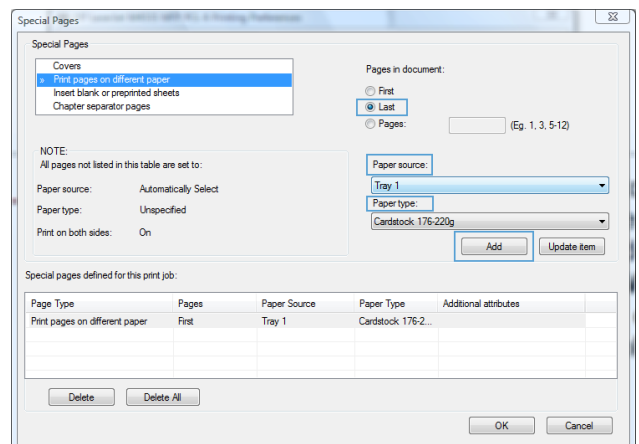 Special Pages
Special Pages
Covers
» Print pages on different paper
Insert blank or preprinted sheets
Chapter separator pages
Pages in document:
First
Last
Pages:
(Eg. 1, 3, 5-12)
NOTE:
All pages not listed in this table are set to:
Paper source: Automatically Select
Paper type: Unspecified
Print on both sides: On
Paper source:
Tray 1
Paper type:
Cardstock 176-220g
Add Update item
Special pages defined for this print job:
Page Type Pages Paper Source Paper Type Additional attributes
Print pages on different paper First Tray 1 Cardstock 176-2...
Delete Delete All
OK Cancel